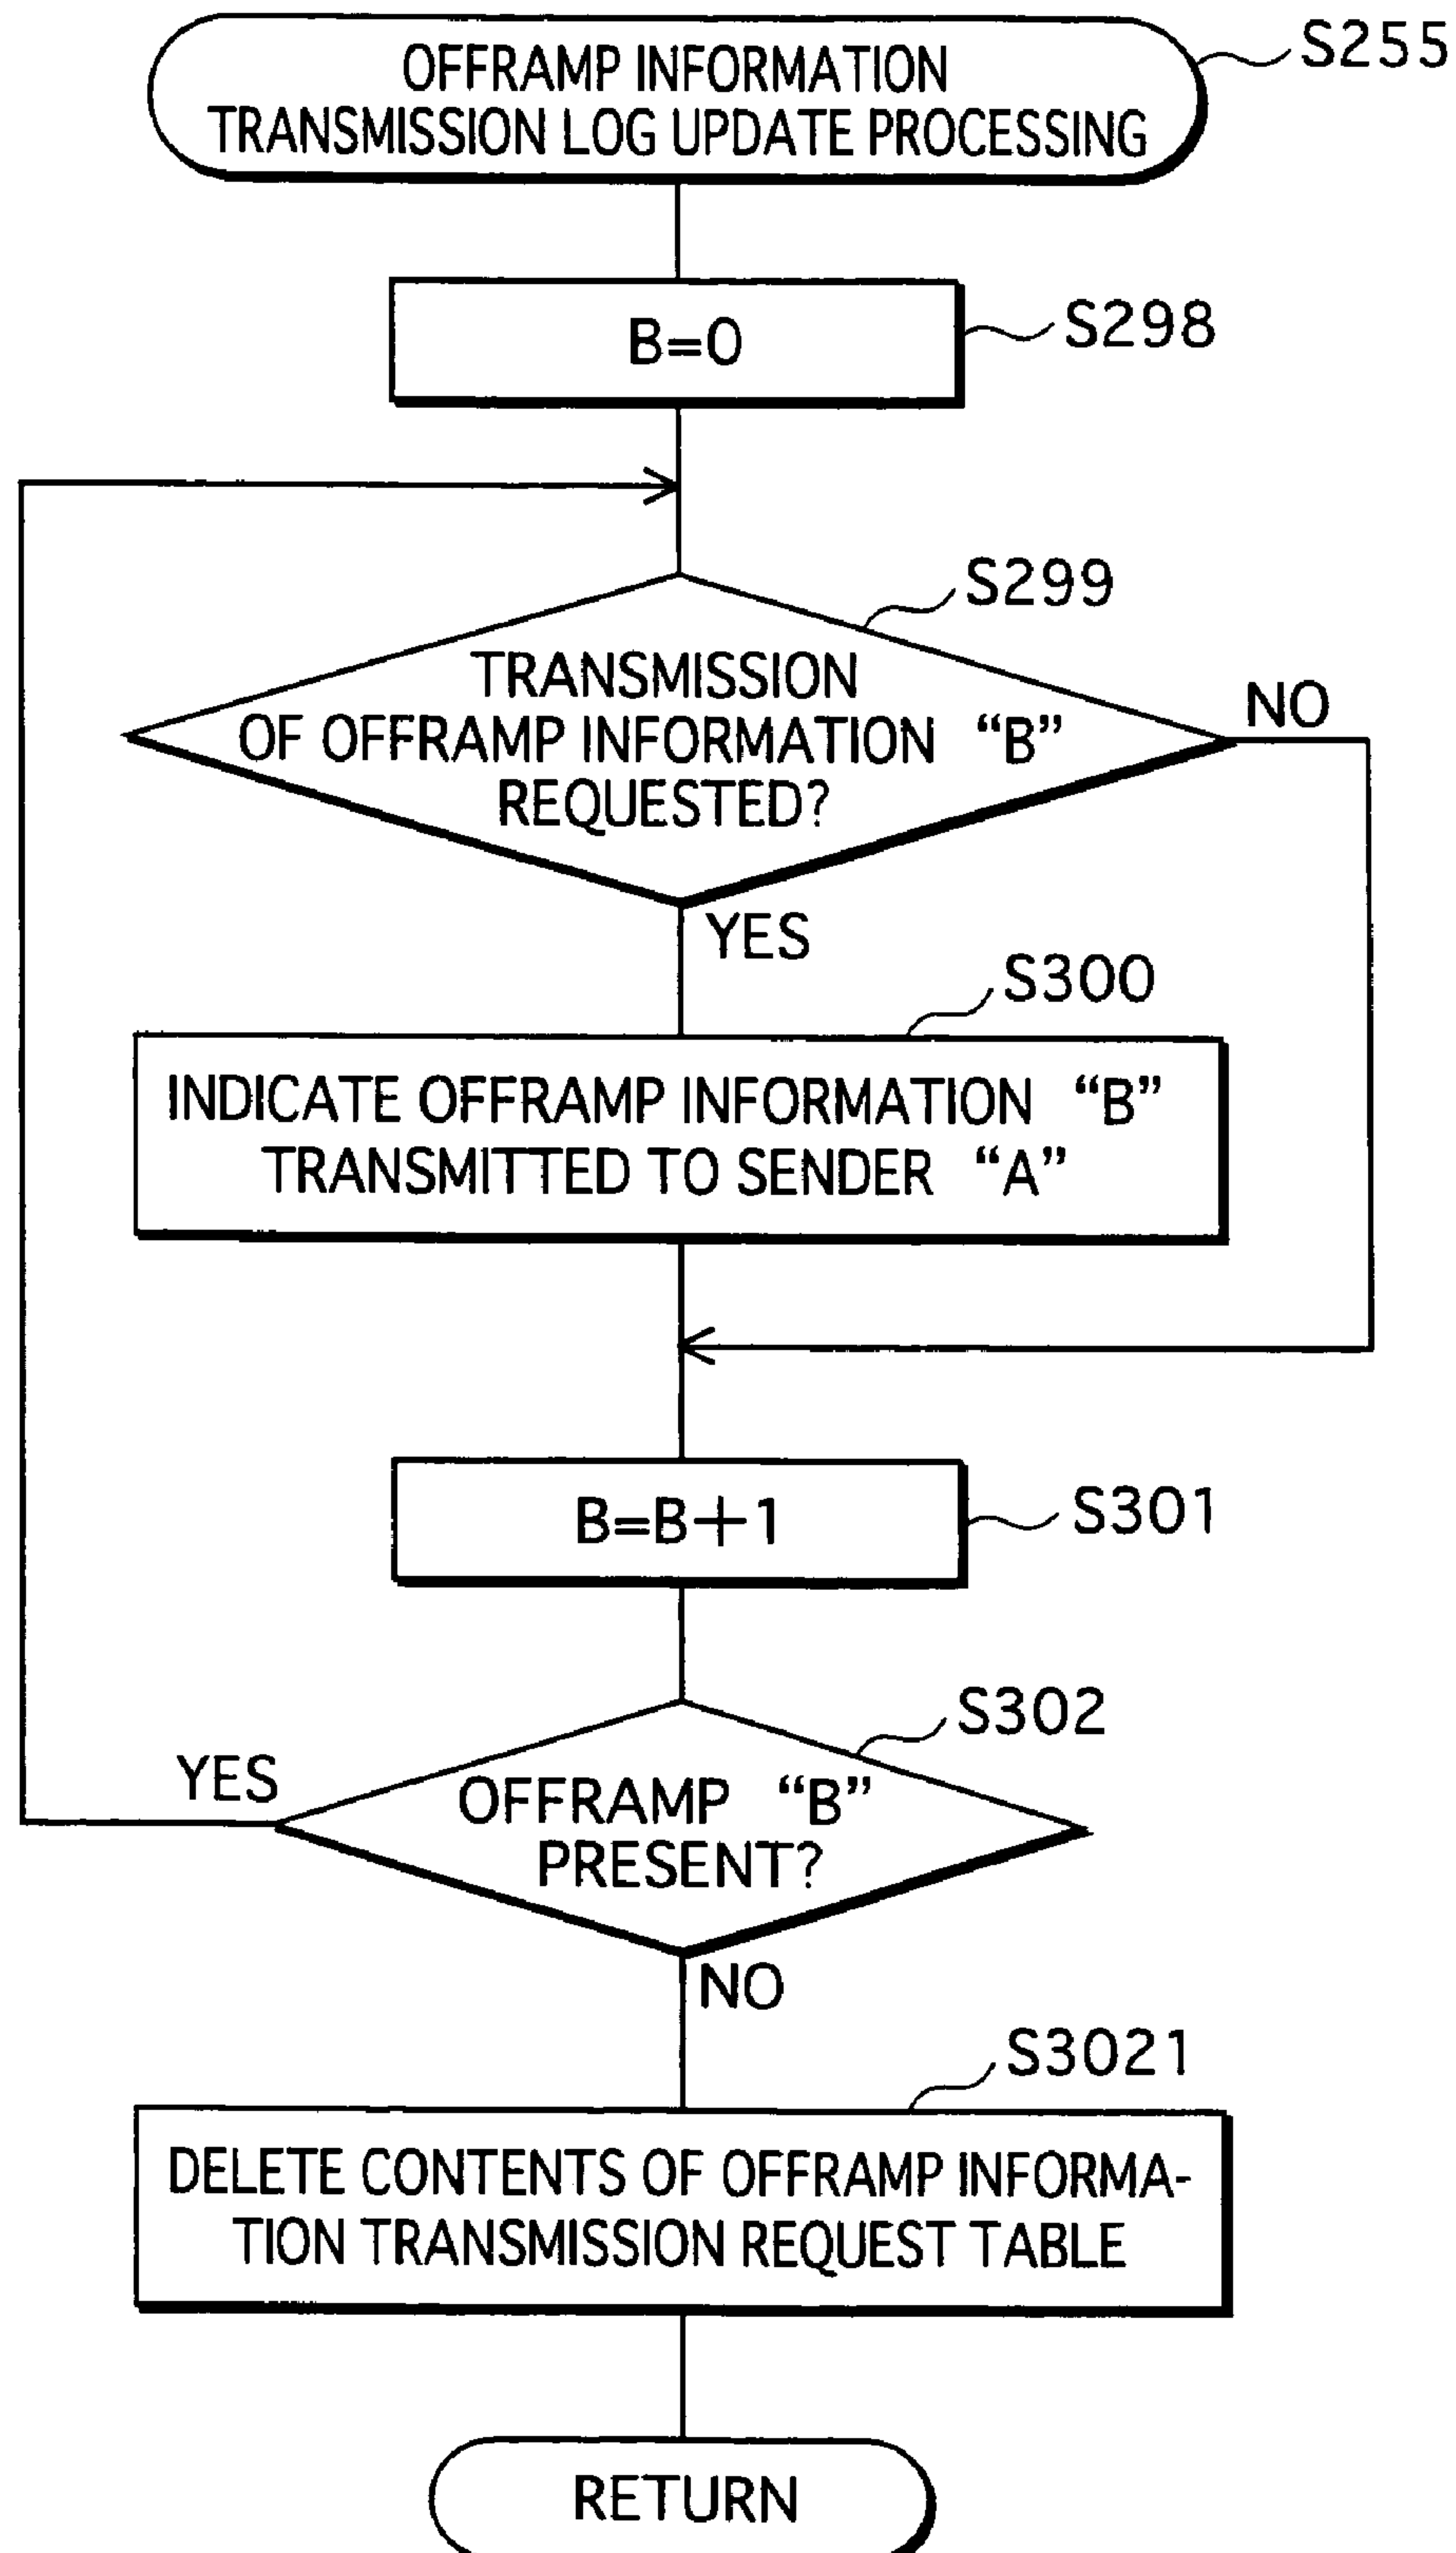 OFFRAMP INFORMATION
TRANSMISSION LOG UPDATE PROCESSING
S255
B=0
S298
S299
TRANSMISSION
OF OFFRAMP INFORMATION “B”
REQUESTED?
NO
YES
S300
INDICATE OFFRAMP INFORMATION “B”
TRANSMITTED TO SENDER “A”
B=B+1
S301
S302
YES
OFFRAMP “B”
PRESENT?
NO
S3021
DELETE CONTENTS OF OFFRAMP INFORMA-
TION TRANSMISSION REQUEST TABLE
RETURN